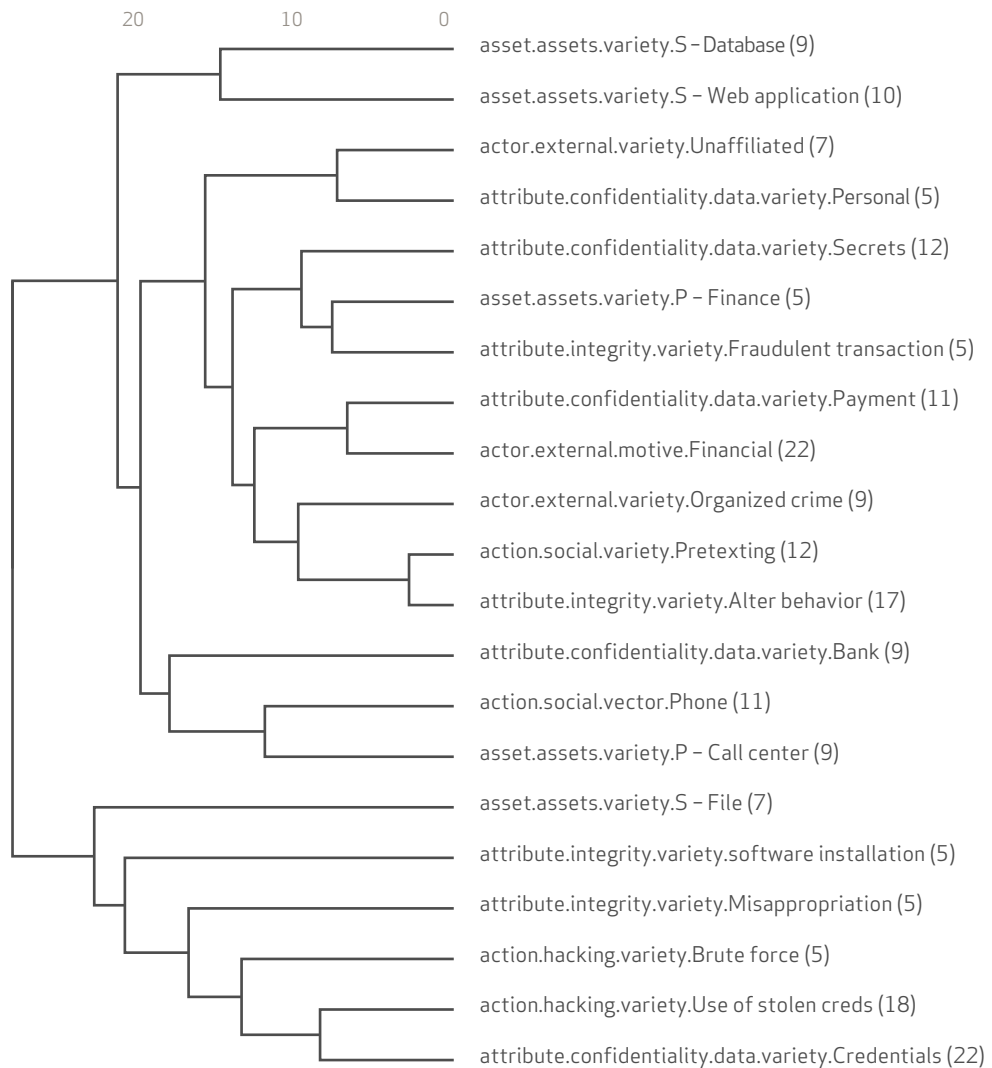 20 10 0
asset.assets.variety.S – Database (9)
asset.assets.variety.S – Web application (10)
actor.external.variety.Unaffiliated (7)
attribute.confidentiality.data.variety.Personal (5)
attribute.confidentiality.data.variety.Secrets (12)
asset.assets.variety.P – Finance (5)
attribute.integrity.variety.Fraudulent transaction (5)
attribute.confidentiality.data.variety.Payment (11)
actor.external.motive.Financial (22)
actor.external.variety.Organized crime (9)
action.social.variety.Pretexting (12)
attribute.integrity.variety.Alter behavior (17)
attribute.confidentiality.data.variety.Bank (9)
action.social.vector.Phone (11)
asset.assets.variety.P – Call center (9)
asset.assets.variety.S – File (7)
attribute.integrity.variety.software installation (5)
attribute.integrity.variety.Misappropriation (5)
action.hacking.variety.Brute force (5)
action.hacking.variety.Use of stolen creds (18)
attribute.confidentiality.data.variety.Credentials (22)